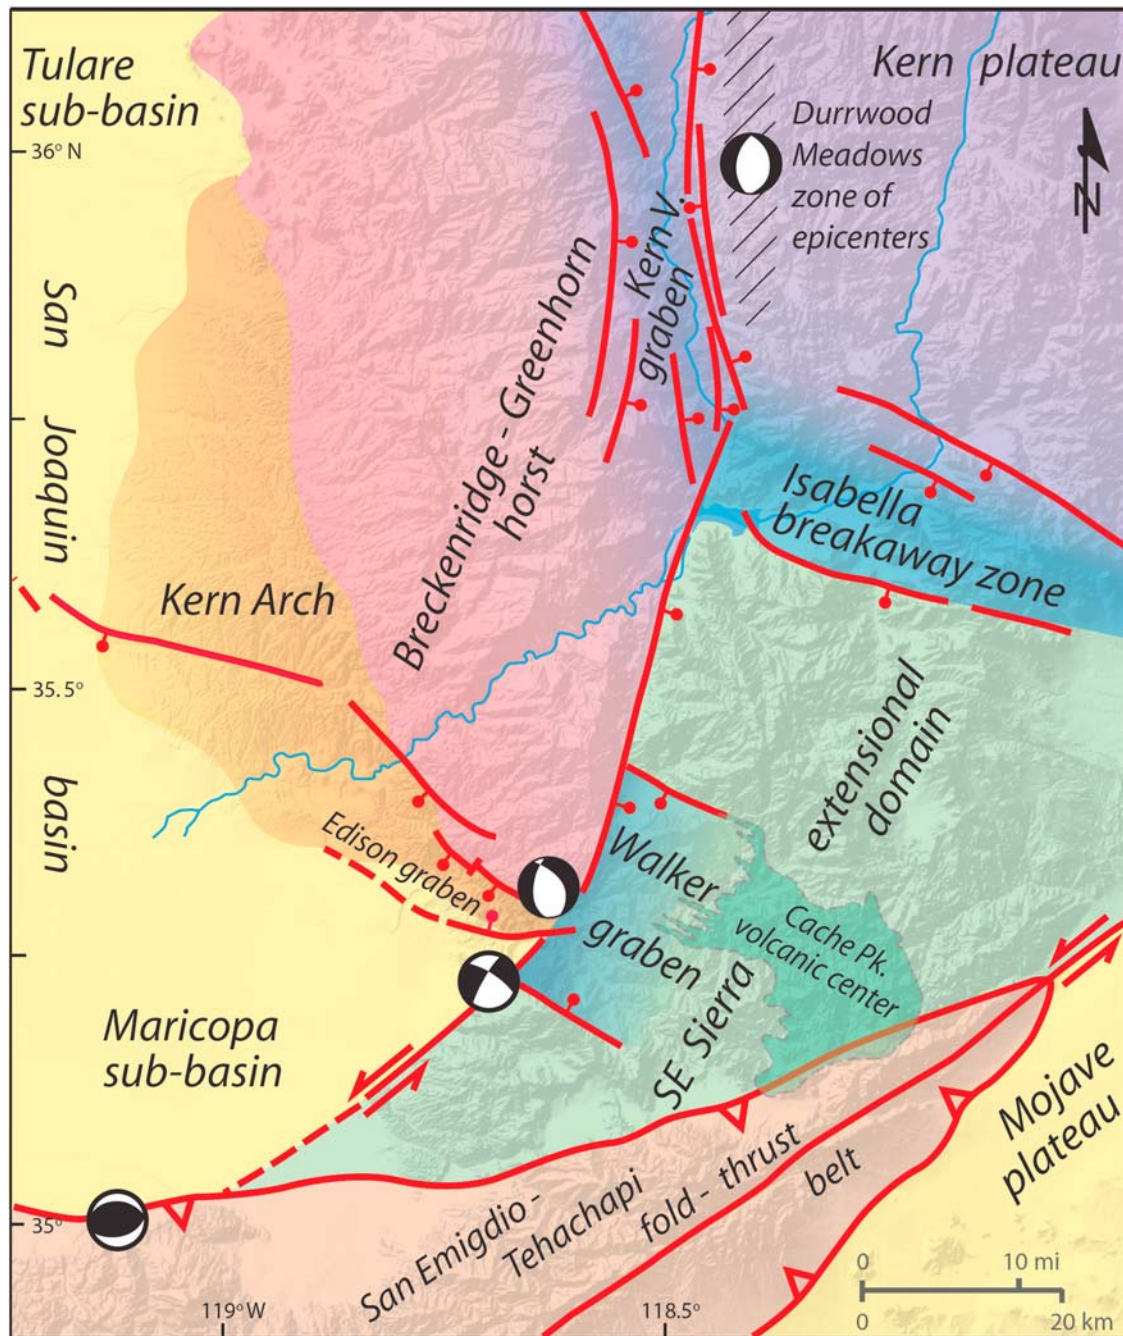 Tulare
sub-basin
Kern plateau
36° N
Durrwood
Meadows
zone of
epicenters
N
San Joaquin basin
Kern V.
graben
Breckenridge - Greenhorn
horst
Isabella
breakaway zone
Kern Arch
35.5°
extensional
domain
Edison graben
Walker
graben
Cache Pk.
volcanic center
SE Sierra
Maricopa
sub-basin
Mojave
plateau
San Emigdio -
Tehachapi
fold - thrust
belt
35°
119° W
118.5°
0 10 mi
0 20 km